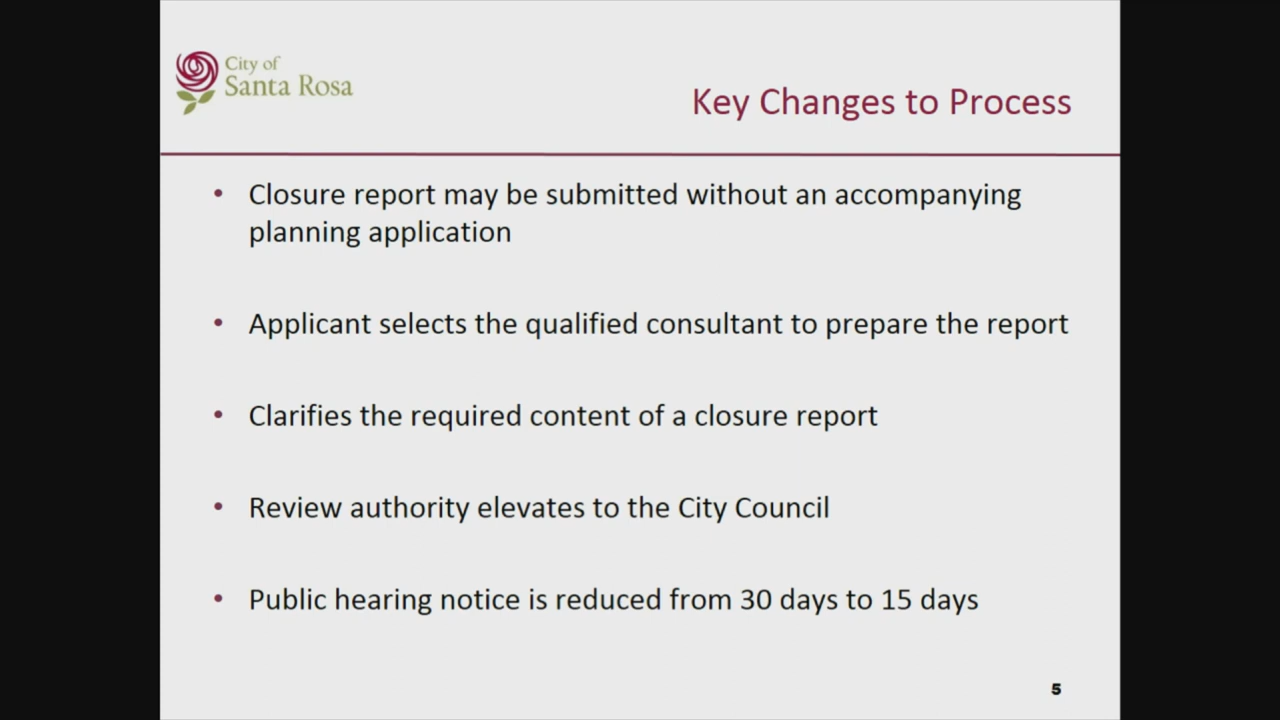 City of
Santa Rosa
Key Changes to Process
• Closure report may be submitted without an accompanying
planning application
• Applicant selects the qualified consultant to prepare the report
• Clarifies the required content of a closure report
• Review authority elevates to the City Council
• Public hearing notice is reduced from 30 days to 15 days
5